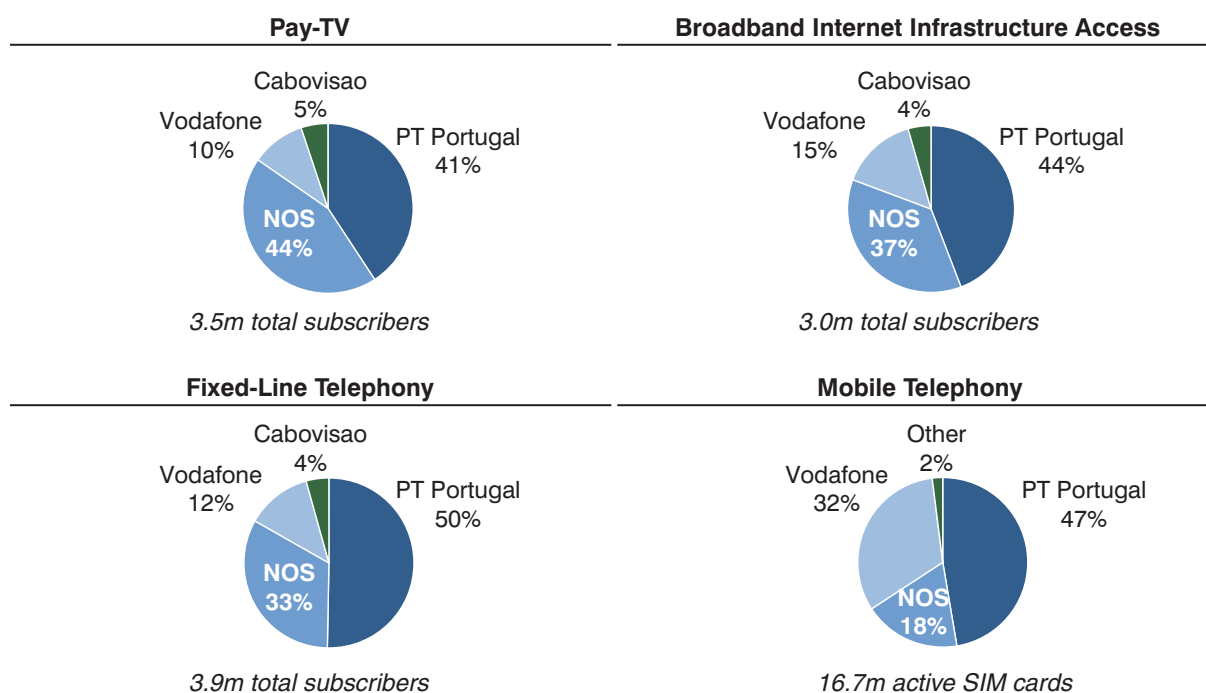 Pay-TV
Cabovisao
5%
Vodafone
10%
PT Portugal
41%
NOS
44%
3.5m total subscribers
Broadband Internet Infrastructure Access
Cabovisao
4%
Vodafone
15%
PT Portugal
44%
NOS
37%
3.0m total subscribers
Fixed-Line Telephony
Cabovisao
4%
Vodafone
12%
PT Portugal
50%
NOS
33%
3.9m total subscribers
Mobile Telephony
Other
2%
Vodafone
32%
PT Portugal
47%
NOS
18%
16.7m active SIM cards